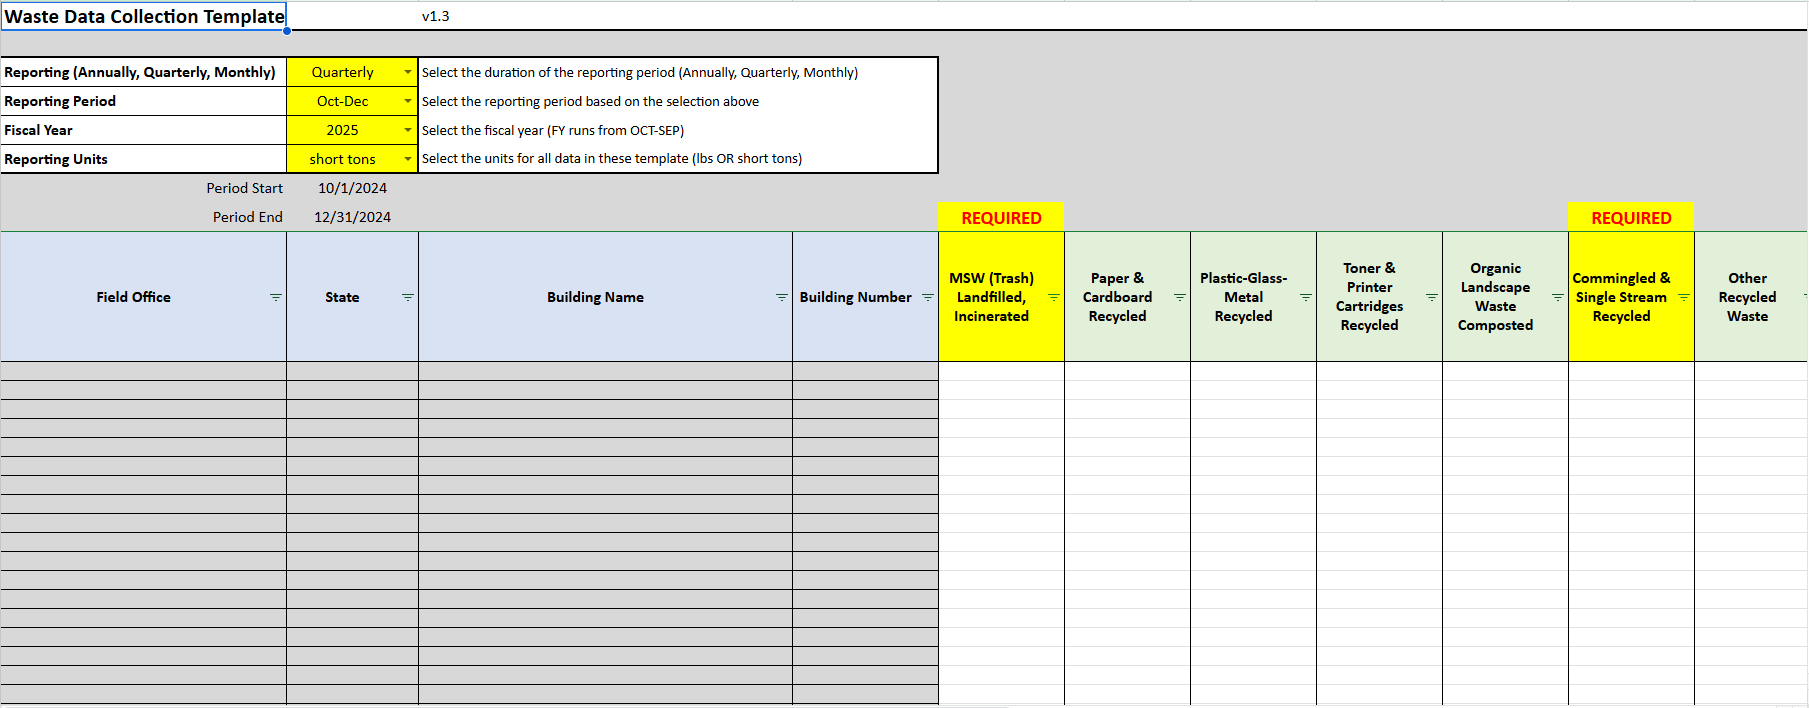 Waste Data Collection Template v1.3
Reporting (Annually, Quarterly, Monthly) Quarterly Select the duration of the reporting period (Annually, Quarterly, Monthly)
Reporting Period Oct-Dec Select the reporting period based on the selection above
Fiscal Year 2025 Select the fiscal year (FY runs from OCT-SEP)
Reporting Units short tons Select the units for all data in these template (lbs OR short tons)
Period Start 10/1/2024
Period End 12/31/2024
REQUIRED REQUIRED
Field Office
State
Building Name
Building Number
MSW (Trash)
Landfilled,
Incinerated
Paper &
Cardboard
Recycled
Plastic-Glass-
Metal
Recycled
Toner &
Printer
Cartridges
Recycled
Organic
Landscape
Waste
Composted
Commingled &
Single Stream
Recycled
Other
Recycled
Waste